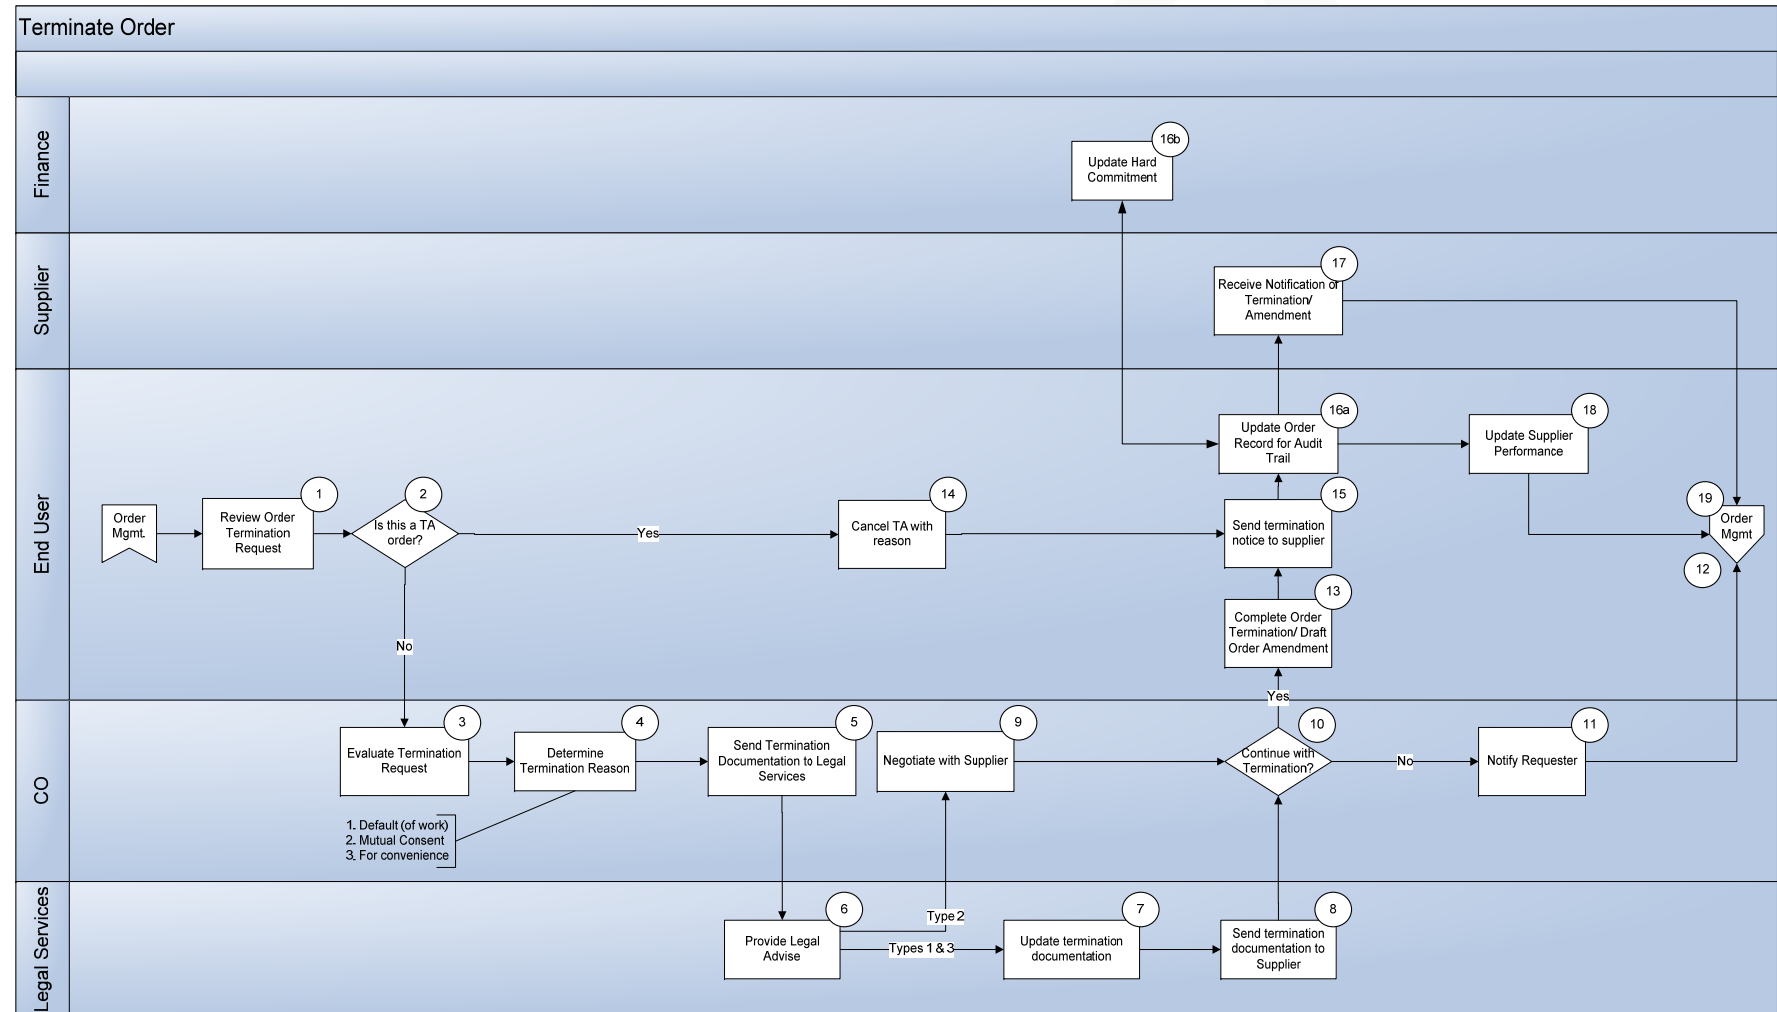 Terminate Order
Finance
16b
Update Hard
Commitment
Supplier
17
Receive Notification of
Termination/
Amendment
End User
Order
Mgmt.
1
Review Order
Termination
Request
2
Is this a TA
order?
Yes
No
14
Cancel TA with
reason
16a
Update Order
Record for Audit
Trail
15
Send termination
notice to supplier
13
Complete Order
Termination/ Draft
Order Amendment
18
Update Supplier
Performance
19
Order
Mgmt
12
CO
3
Evaluate Termination
Request
4
Determine
Termination Reason
1. Default (of work)
2. Mutual Consent
3. For convenience
5
Send Termination
Documentation to Legal
Services
9
Negotiate with Supplier
Yes
10
Continue with
Termination?
No
11
Notify Requester
Legal Services
6
Provide Legal
Advise
Type 2
Types 1 & 3
7
Update termination
documentation
8
Send termination
documentation to
Supplier